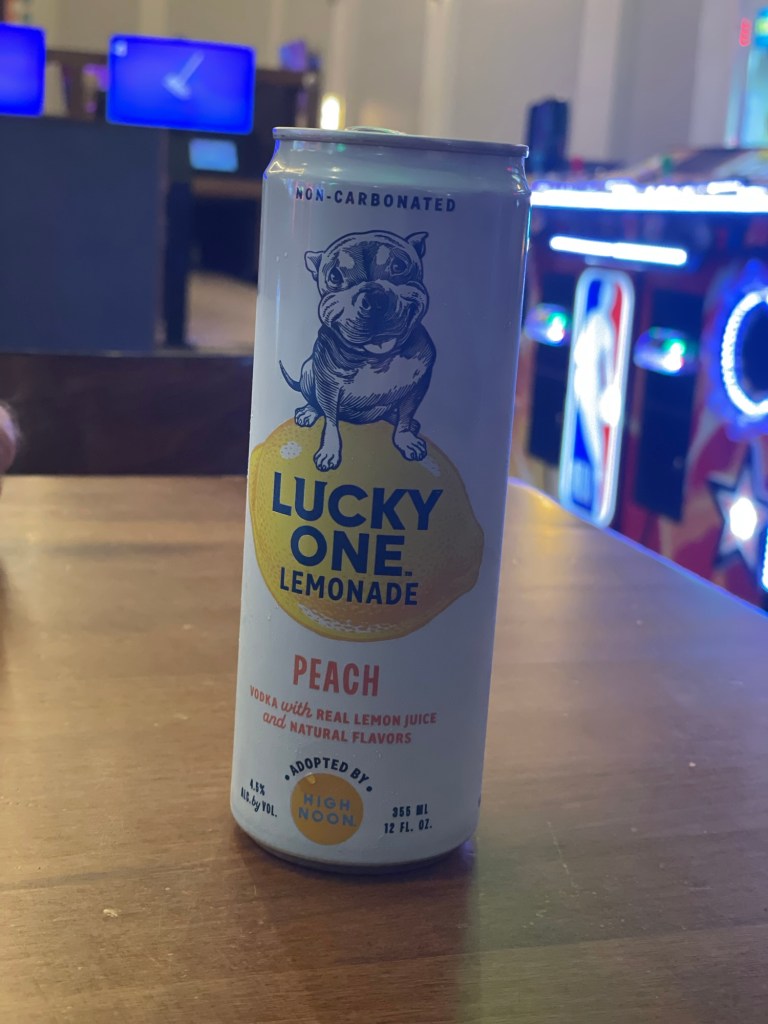 NON-CARBONATED
LUCKY
ONE™
LEMONADE
PEACH
VODKA with REAL LEMON JUICE
and NATURAL FLAVORS
• ADOPTED BY •
HIGH
NOON
4.5%
ALC. by VOL.
355 ML
12 FL. OZ.